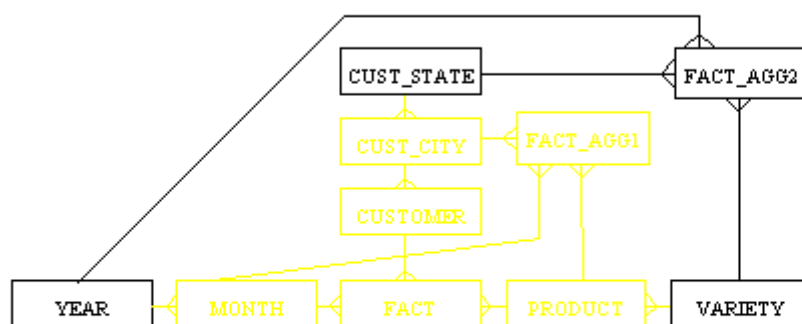 CUST_STATE
FACT_AGG2
CUST_CITY
FACT_AGG1
CUSTOMER
YEAR
MONTH
FACT
PRODUCT
VARIETY